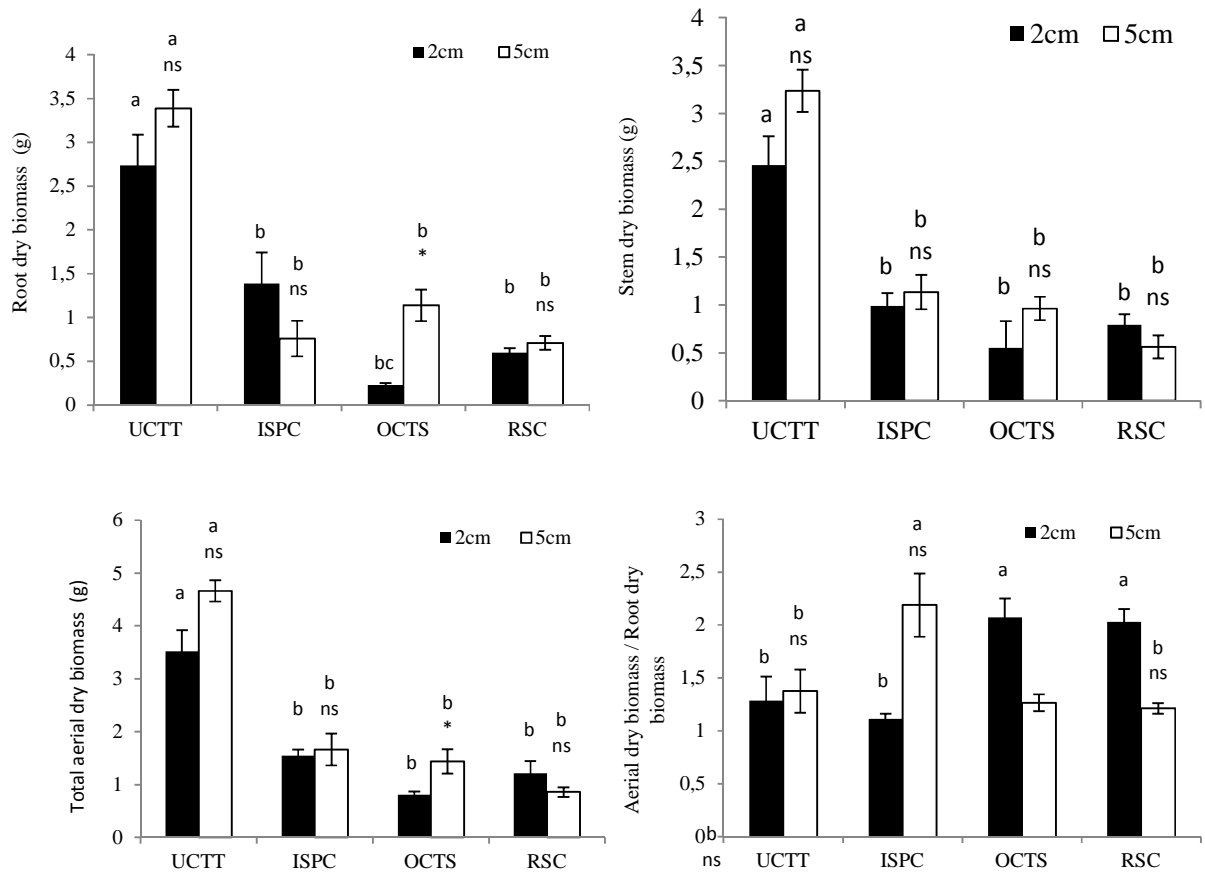 2cm 5cm
Root dry biomass (g)
4
3,5
3
2,5
2
1,5
1
0,5
0
a
a
ns
b
b
ns
bc
b
*
b
b
ns
UCTT ISPC OCTS RSC
2cm 5cm
Stem dry biomass (g)
4
3,5
3
2,5
2
1,5
1
0,5
0
a
a
ns
b
b
ns
b
b
ns
b
b
ns
UCTT ISPC OCTS RSC
2cm 5cm
Total aerial dry biomass (g)
6
5
4
3
2
1
0
a
a
ns
b
b
ns
b
b
*
b
b
ns
UCTT ISPC OCTS RSC
2cm 5cm
Aerial dry biomass / Root dry
biomass
3
2,5
2
1,5
1
0,5
0
b
b
ns
b
a
ns
a
a
b
ns
b
ns
UCTT ISPC OCTS RSC